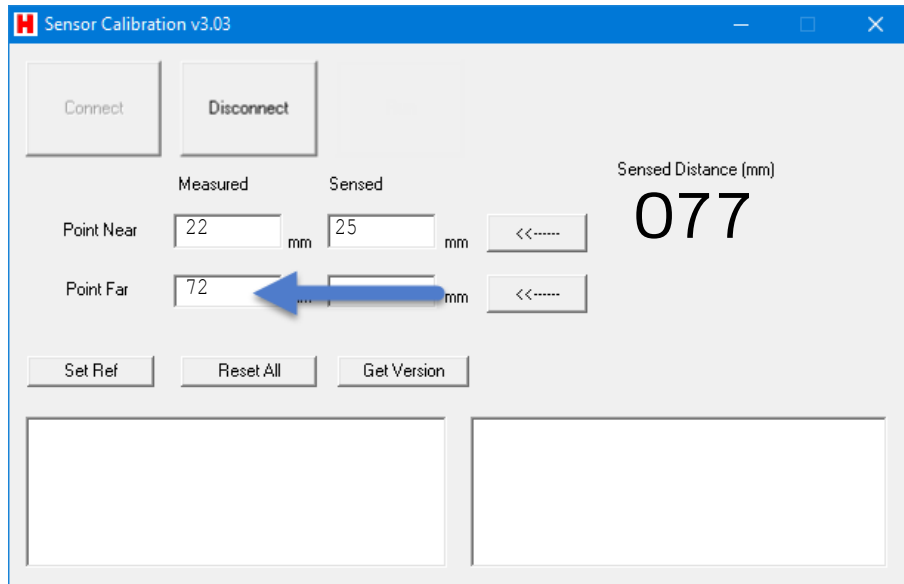 H Sensor Calibration v3.03
Connect Disconnect
Sensed Distance (mm)
077
Measured Sensed
Point Near 22 mm 25 mm <<------
Point Far 72 mm <<------
Set Ref Reset All Get Version